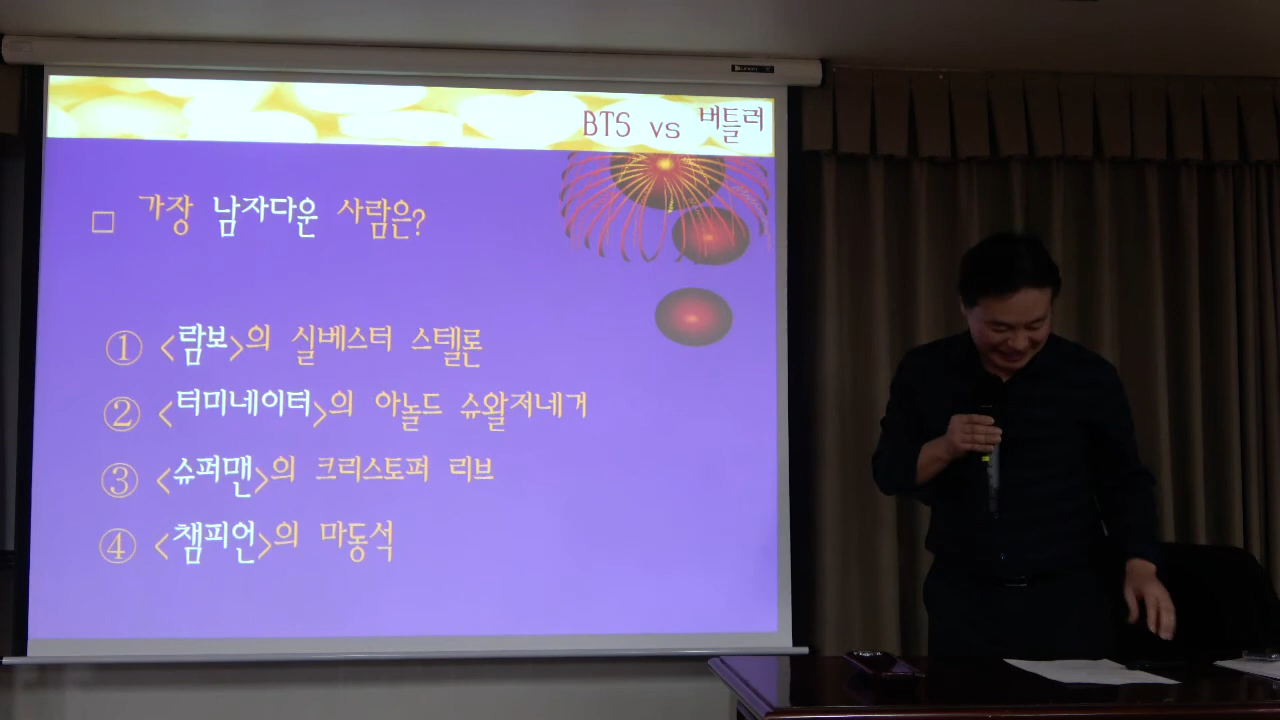 BTS vs 버틀러
□ 가장 남자다운 사람은?
① <람보>의 실베스터 스텔론
② <터미네이터>의 아놀드 슈왈저네거
③ <슈퍼맨>의 크리스토퍼 리브
④ <챔피언>의 마동석